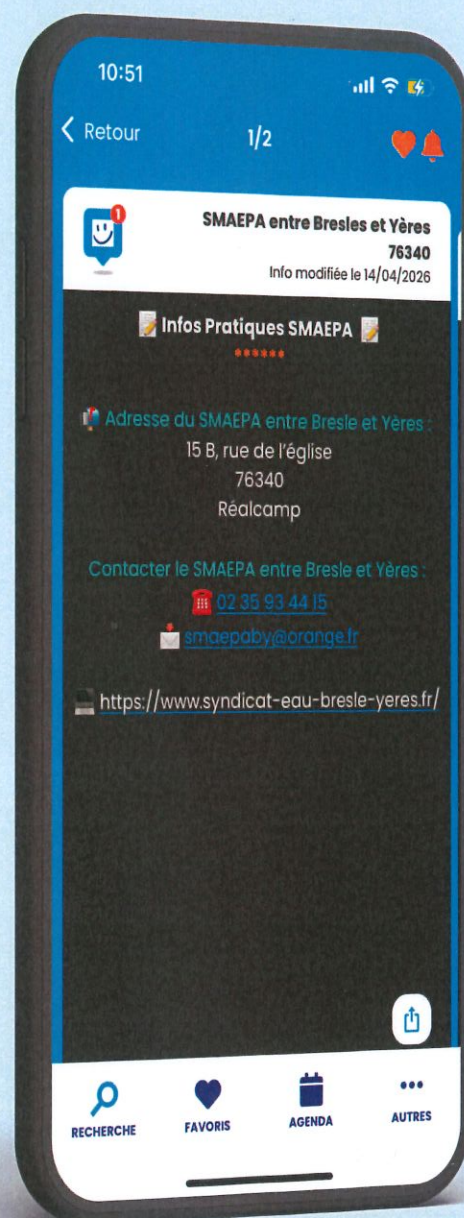 10:51
Retour
1/2
1
SMAEPA entre Bresles et Yères
76340
Info modifiée le 14/04/2026
Infos Pratiques SMAEPA
******
Adresse du SMAEPA entre Bresle et Yères :
15 B, rue de l'église
76340
Réalcamp
Contacter le SMAEPA entre Bresle et Yères :
02 35 93 44 15
smaepaby@orange.fr
https://www.syndicat-eau-bresle-yeres.fr/
RECHERCHE
FAVORIS
AGENDA
AUTRES